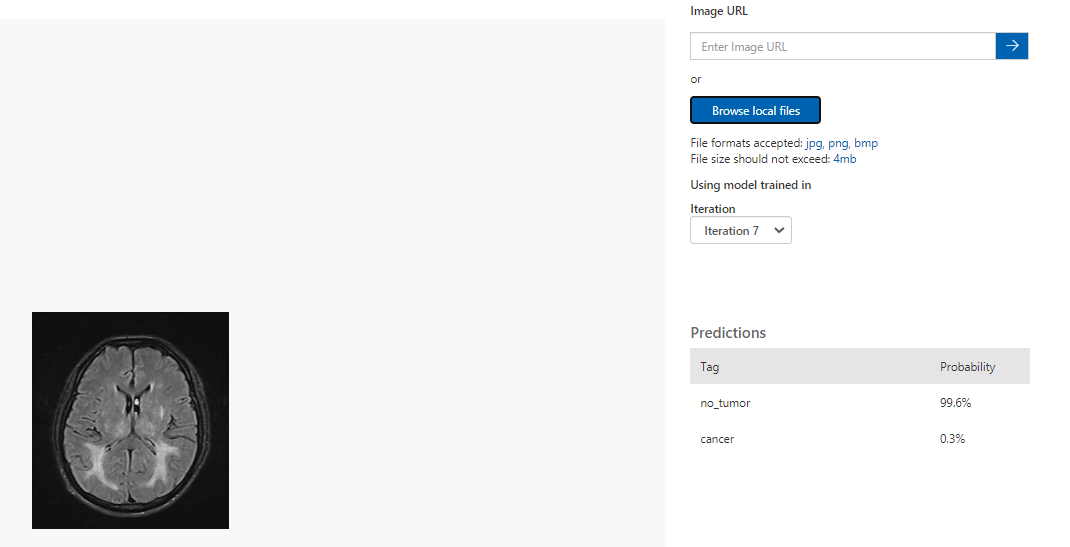 Image URL
Enter Image URL
or
Browse local files
File formats accepted: jpg, png, bmp
File size should not exceed: 4mb
Using model trained in
Iteration
Iteration 7
Predictions
Tag Probability
no_tumor 99.6%
cancer 0.3%